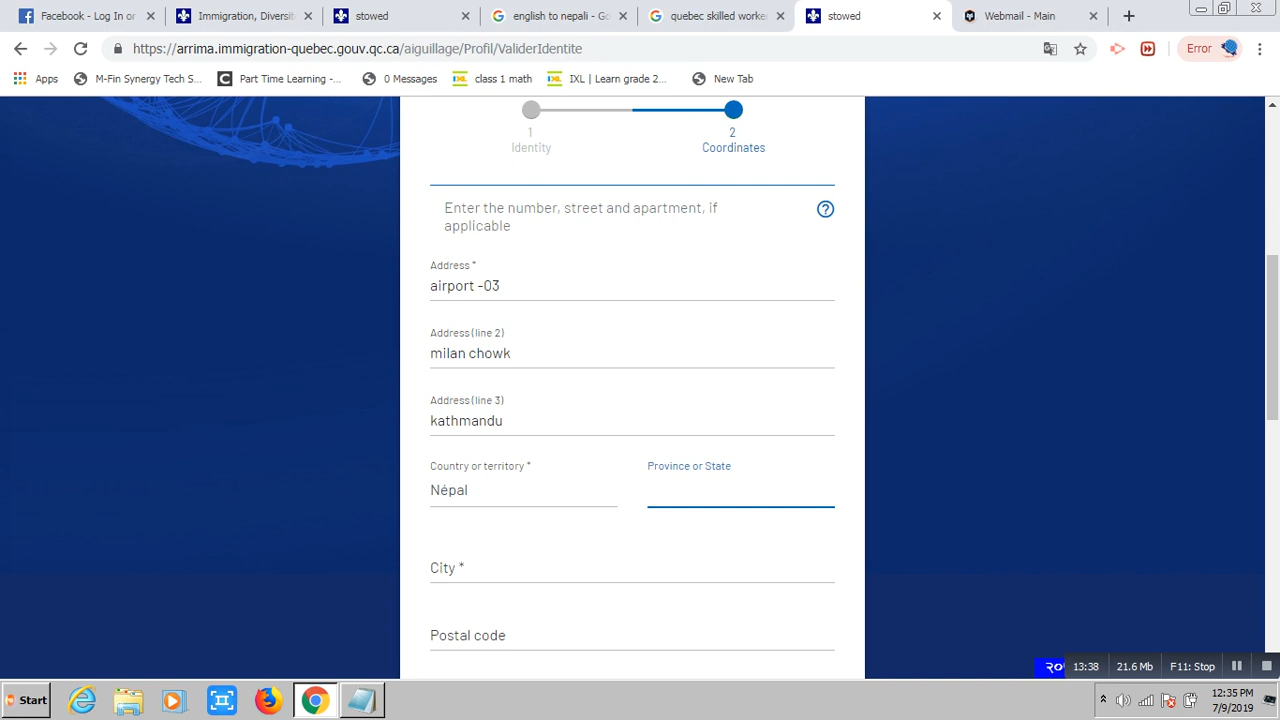 Facebook - Log In or
Immigration, Diversit
stowed
english to nepali - G
quebec skilled work
stowed
Webmail - Main
https://arrima.immigration-quebec.gouv.qc.ca/aiguillage/Profil/ValiderIdentite
Error
Apps
M-Fin Synergy Tech S...
Part Time Learning -...
0 Messages
class 1 math
IXL | Learn grade 2...
New Tab
1
Identity
2
Coordinates
Enter the number, street and apartment, if
applicable
Address *
airport -03
Address (line 2)
milan chowk
Address (line 3)
kathmandu
Country or territory *
Népal
Province or State
City *
Postal code
13:38
21.6 Mb
F11: Stop
Start
12:35 PM
7/9/2019